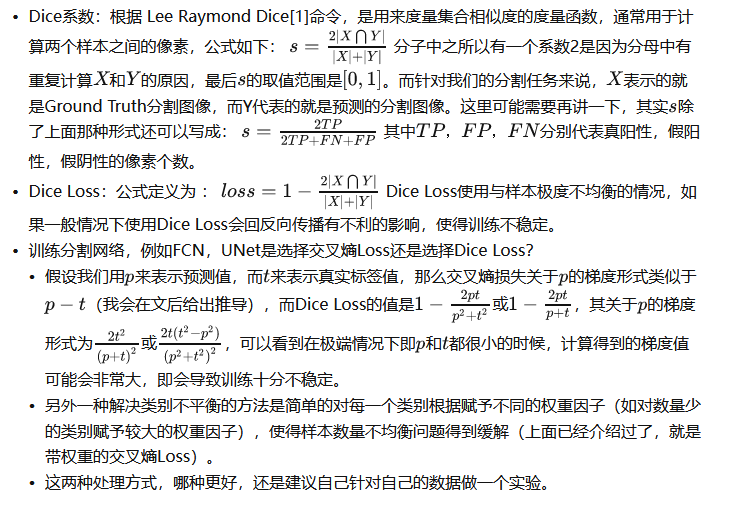 • Dice系数：根据 Lee Raymond Dice[1]命令，是用来度量集合相似度的度量函数，通常用于计
算两个样本之间的像素，公式如下： $s = \frac{2|X \bigcap Y|}{|X|+|Y|}$ 分子中之所以有一个系数2是因为分母中有
重复计算$X$和$Y$的原因，最后$s$的取值范围是$[0, 1]$。而针对我们的分割任务来说，$X$表示的就
是Ground Truth分割图像，而Y代表的就是预测的分割图像。这里可能需要再讲一下，其实$s$除
了上面那种形式还可以写成： $s = \frac{2TP}{2TP+FN+FP}$ 其中$TP$，$FP$，$FN$分别代表真阳性，假阳
性，假阴性的像素个数。
• Dice Loss：公式定义为 ： $loss = 1 - \frac{2|X \bigcap Y|}{|X|+|Y|}$ Dice Loss使用与样本极度不均衡的情况，如
果一般情况下使用Dice Loss会回反向传播有不利的影响，使得训练不稳定。
• 训练分割网络，例如FCN，UNet是选择交叉熵Loss还是选择Dice Loss？
• 假设我们用$p$来表示预测值，而$t$来表示真实标签值，那么交叉熵损失关于$p$的梯度形式类似于
$p - t$（我会在文后给出推导），而Dice Loss的值是$1 - \frac{2pt}{p^2+t^2}$或$1 - \frac{2pt}{p+t}$，其关于$p$的梯度
形式为$\frac{2t^2}{(p+t)^2}$或$\frac{2t(t^2-p^2)}{(p^2+t^2)^2}$，可以看到在极端情况下即$p$和$t$都很小的时候，计算得到的梯度值
可能会非常大，即会导致训练十分不稳定。
• 另外一种解决类别不平衡的方法是简单的对每一个类别根据赋予不同的权重因子（如对数量少
的类别赋予较大的权重因子），使得样本数量不均衡问题得到缓解（上面已经介绍过了，就是
带权重的交叉熵Loss）。
• 这两种处理方式，哪种更好，还是建议自己针对自己的数据做一个实验。